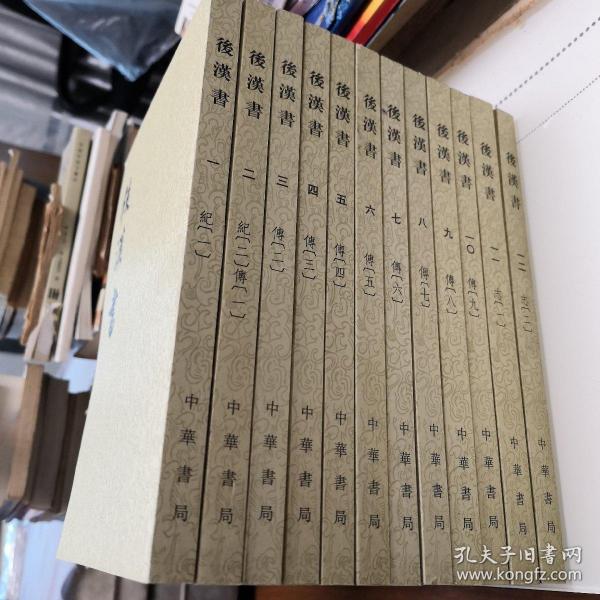 後漢書
後漢書 一 紀〔一〕 中華書局
後漢書 二 紀〔二〕傳〔一〕 中華書局
後漢書 三 傳〔二〕 中華書局
後漢書 四 傳〔三〕 中華書局
後漢書 五 傳〔四〕 中華書局
後漢書 六 傳〔五〕 中華書局
後漢書 七 傳〔六〕 中華書局
後漢書 八 傳〔七〕 中華書局
後漢書 九 傳〔八〕 中華書局
後漢書 一〇 傳〔九〕 中華書局
後漢書 一一 志〔一〕 中華書局
後漢書 一二 志〔二〕 中華書局
孔夫子旧书网
www.kongfz.com